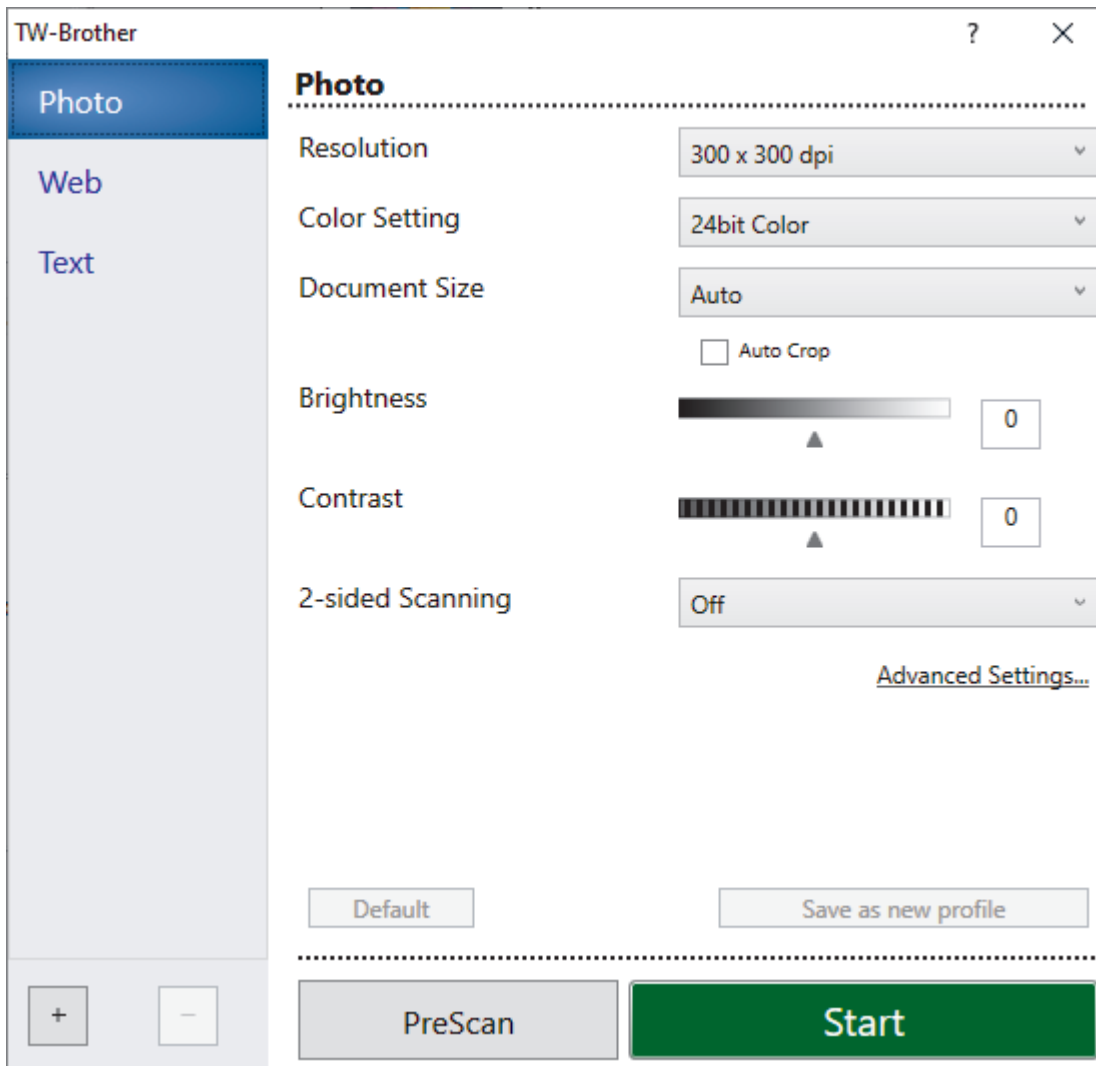 TW-Brother ?
Photo
Web
Text
Photo
Resolution 300 x 300 dpi
Color Setting 24bit Color
Document Size Auto
Auto Crop
Brightness 0
Contrast 0
2-sided Scanning Off
Advanced Settings...
Default Save as new profile
+ −
PreScan Start